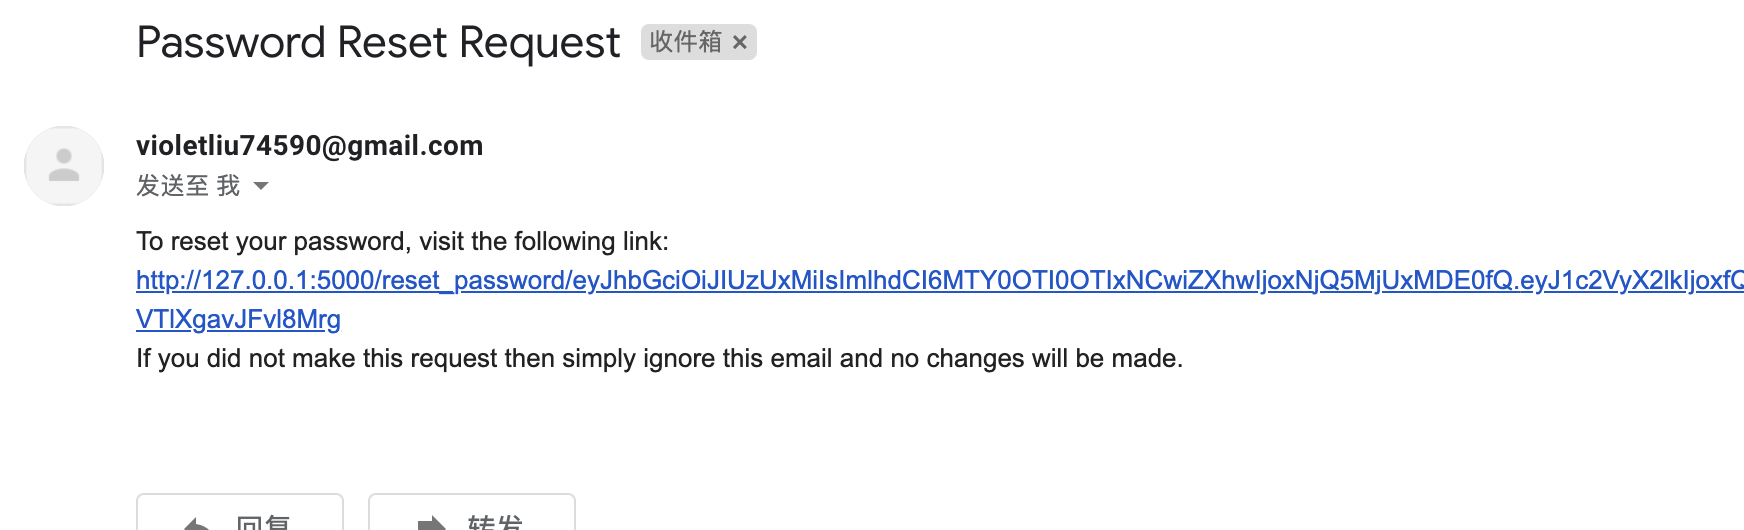 Password Reset Request 收件箱 ×
violetliu74590@gmail.com
发送至 我
To reset your password, visit the following link:
http://127.0.0.1:5000/reset_password/eyJhbGciOiJIUzUxMiIsImlhdCI6MTY0OTI0OTIxNCwiZXhwIjoxNjQ5MjUxMDE0fQ.eyJ1c2VyX2lkIjoxfQ
VTlXgavJFvl8Mrg
If you did not make this request then simply ignore this email and no changes will be made.
回复 转发